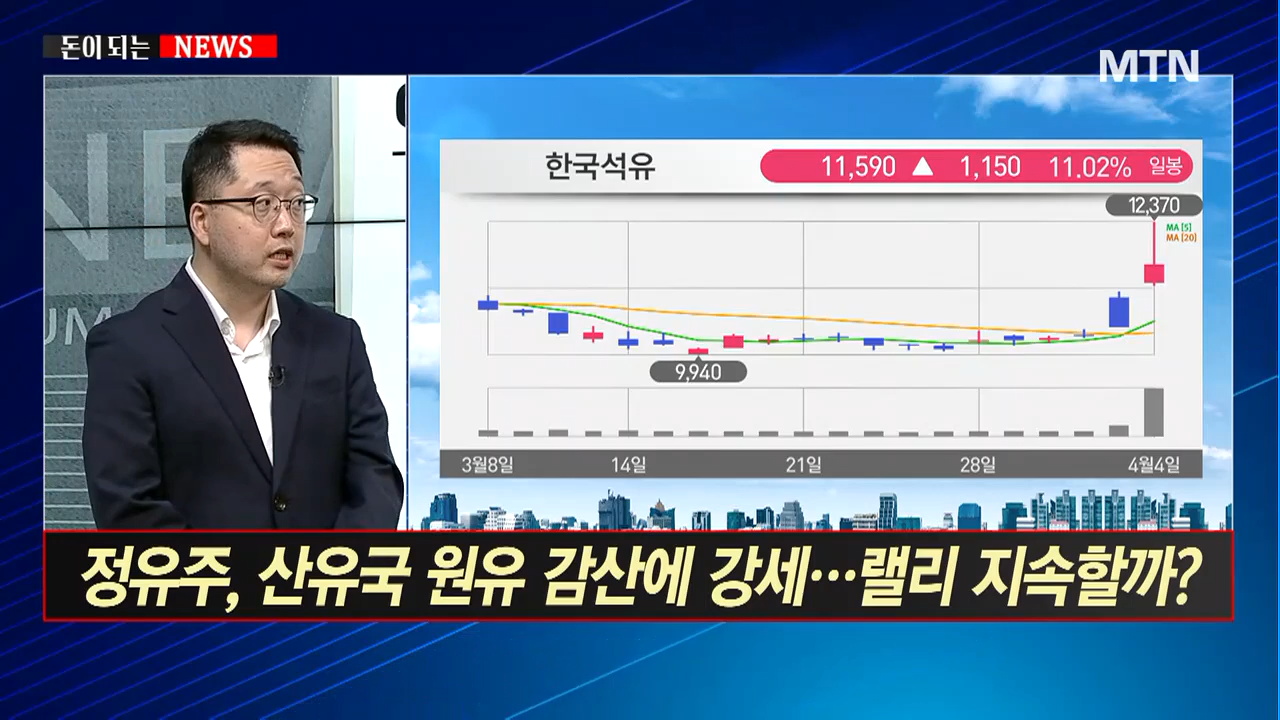 돈이 되는 NEWS
MTN
NEW
UM
한국석유
11,590 ▲ 1,150 11.02% 일봉
12,370
MA [5]
MA [20]
9,940
3월8일 14일 21일 28일 4월4일
정유주, 산유국 원유 감산에 강세…랠리 지속할까?